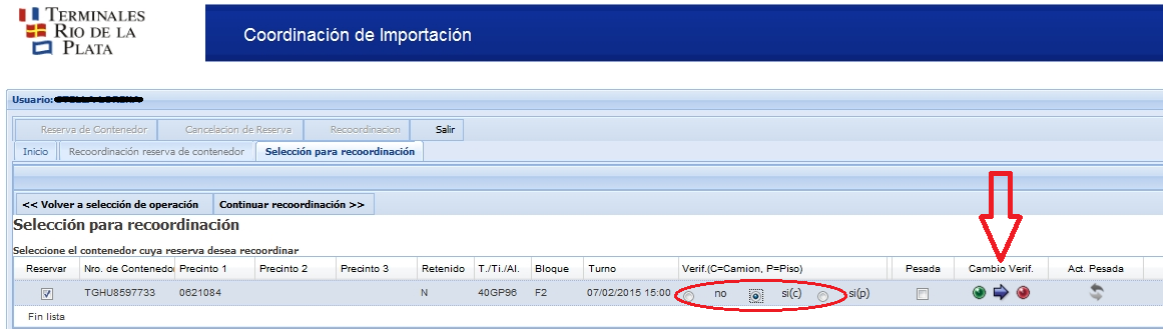 TERMINALES
RIO DE LA
PLATA
Coordinación de Importación
Usuario:
Reserva de Contenedor Cancelacion de Reserva Recoordinacion Salir
Inicio Recoordinación reserva de contenedor Selección para recoordinación
<< Volver a selección de operación Continuar recoordinación >>
Selección para recoordinación
Seleccione el contenedor cuya reserva desea recoordinar
Reservar Nro. de Contenedo Precinto 1 Precinto 2 Precinto 3 Retenido T./Ti./Al. Bloque Turno Verif.(C=Camion, P=Piso) Pesada Cambio Verif. Act. Pesada
TGHU8597733 0621084 N 40GP96 F2 07/02/2015 15:00 no si(c) si(p)
Fin lista